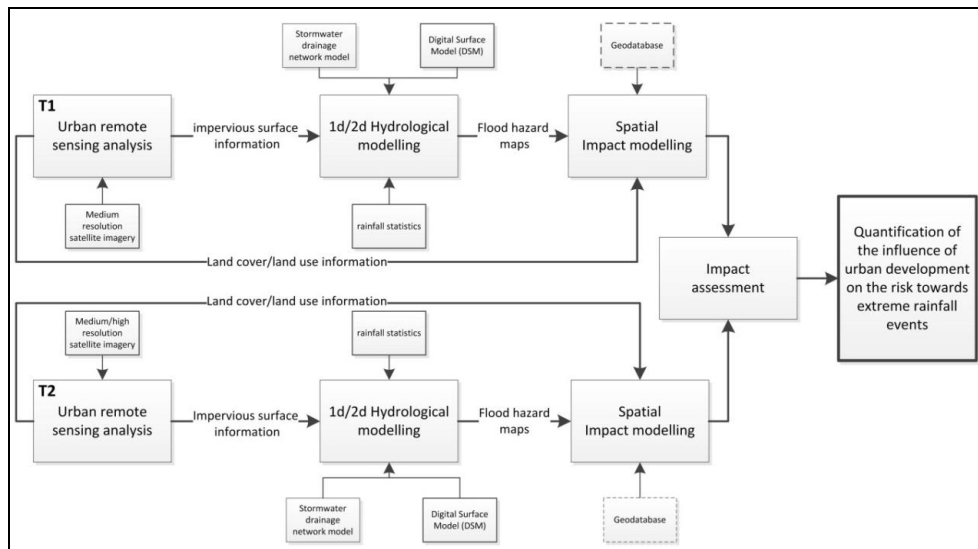 Stormwater
drainage
network model
Digital Surface
Model (DSM)
Geodatabase
T1
Urban remote
sensing analysis
impervious surface
information
1d/2d Hydrological
modelling
Flood hazard
maps
Spatial
Impact modelling
Medium
resolution
satellite imagery
rainfall statistics
Land cover/land use information
Impact
assessment
Quantification of
the influence of
urban development
on the risk towards
extreme rainfall
events
Land cover/land use information
Medium/high
resolution
satellite imagery
rainfall statistics
T2
Urban remote
sensing analysis
Impervious surface
information
1d/2d Hydrological
modelling
Flood hazard
maps
Spatial
Impact modelling
Stormwater
drainage
network model
Digital Surface
Model (DSM)
Geodatabase